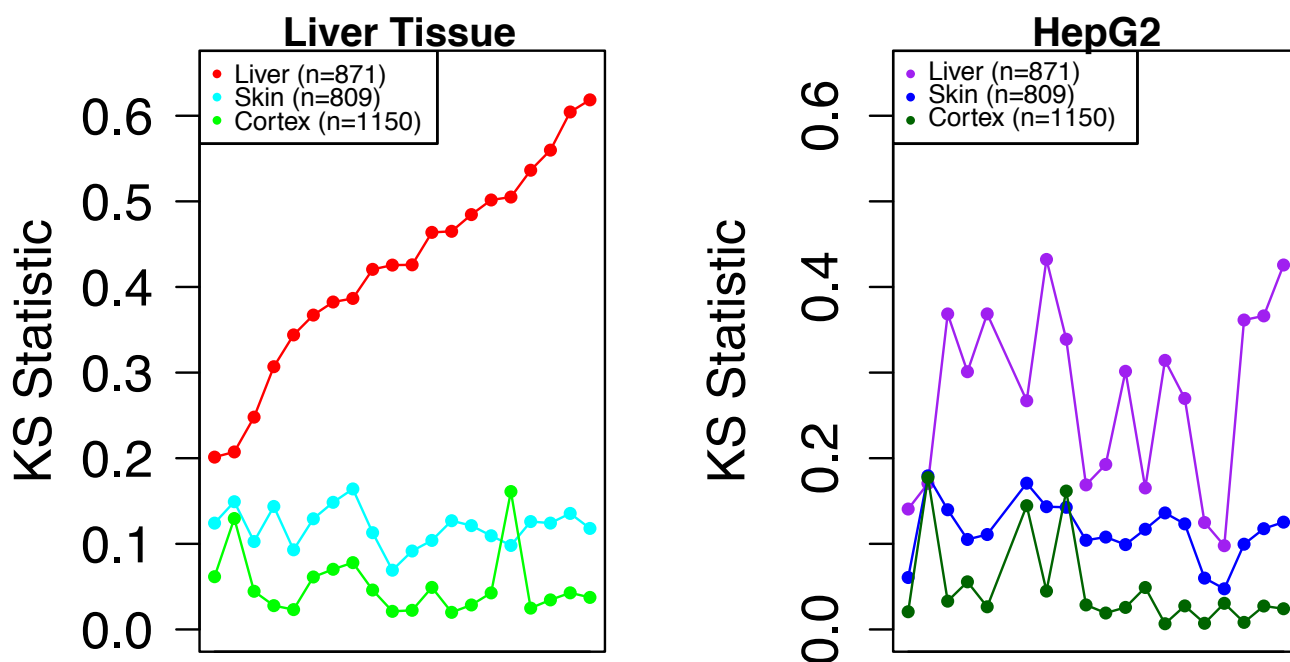 Liver Tissue
Liver (n=871)
Skin (n=809)
Cortex (n=1150)
KS Statistic
0.6
0.5
0.4
0.3
0.2
0.1
0.0
HepG2
Liver (n=871)
Skin (n=809)
Cortex (n=1150)
KS Statistic
0.6
0.4
0.2
0.0